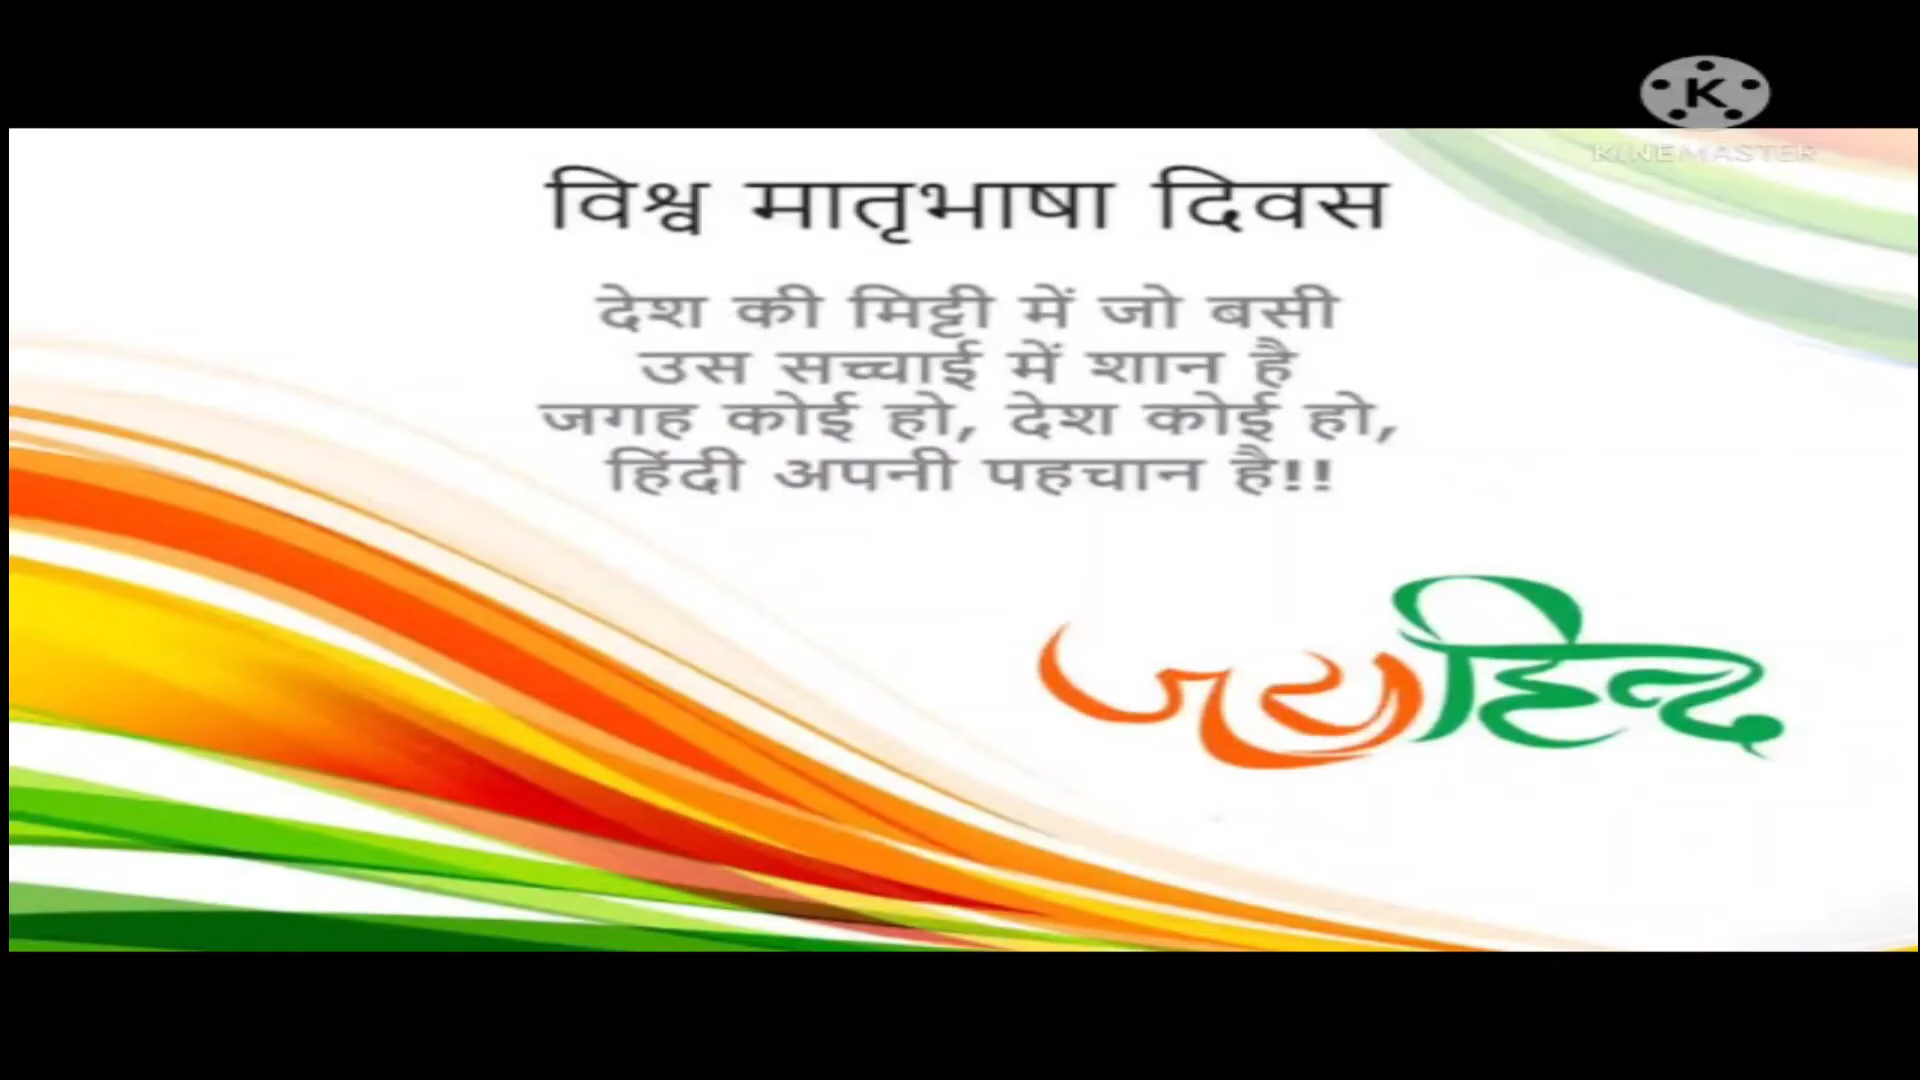 K
KINEMASTER
विश्व मातृभाषा दिवस
देश की मिट्टी में जो बसी
उस सच्चाई में शान है
जगह कोई हो, देश कोई हो,
हिंदी अपनी पहचान है!!
जय हिन्द